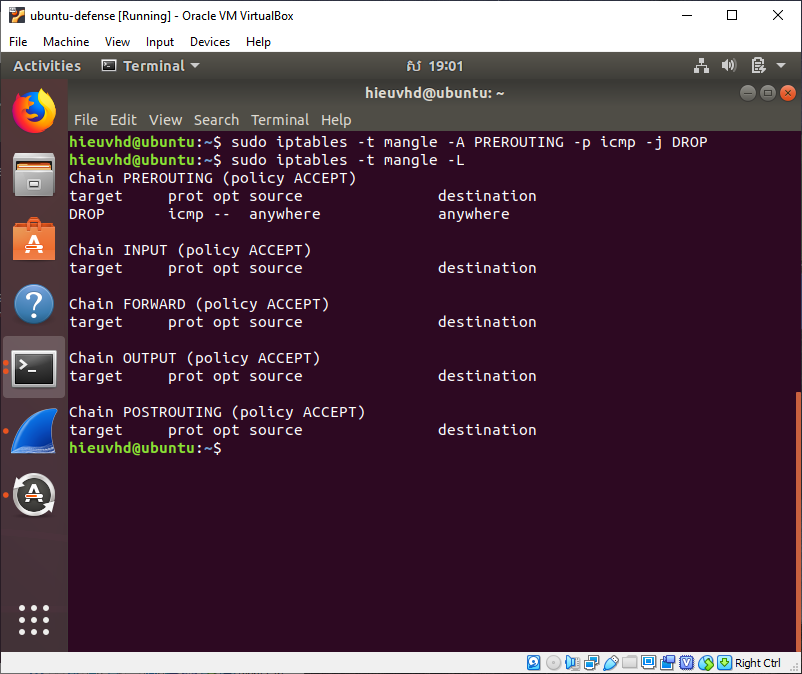 ubuntu-defense [Running] - Oracle VM VirtualBox
File Machine View Input Devices Help
Activities Terminal សៅ 19:01
hieuvhd@ubuntu: ~
File Edit View Search Terminal Help
hieuvhd@ubuntu:~$ sudo iptables -t mangle -A PREROUTING -p icmp -j DROP
hieuvhd@ubuntu:~$ sudo iptables -t mangle -L
Chain PREROUTING (policy ACCEPT)
target     prot opt source               destination
DROP       icmp --  anywhere             anywhere
Chain INPUT (policy ACCEPT)
target     prot opt source               destination
Chain FORWARD (policy ACCEPT)
target     prot opt source               destination
Chain OUTPUT (policy ACCEPT)
target     prot opt source               destination
Chain POSTROUTING (policy ACCEPT)
target     prot opt source               destination
hieuvhd@ubuntu:~$
Right Ctrl